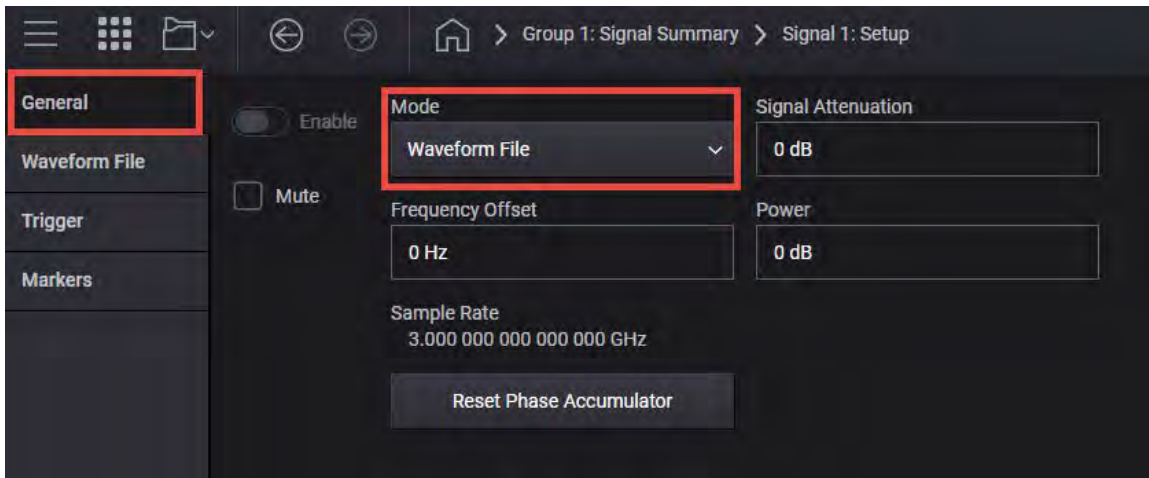 Group 1: Signal Summary Signal 1: Setup
General
Waveform File
Trigger
Markers
Enable
Mute
Mode
Waveform File
Signal Attenuation
0 dB
Frequency Offset
0 Hz
Power
0 dB
Sample Rate
3.000 000 000 000 000 GHz
Reset Phase Accumulator